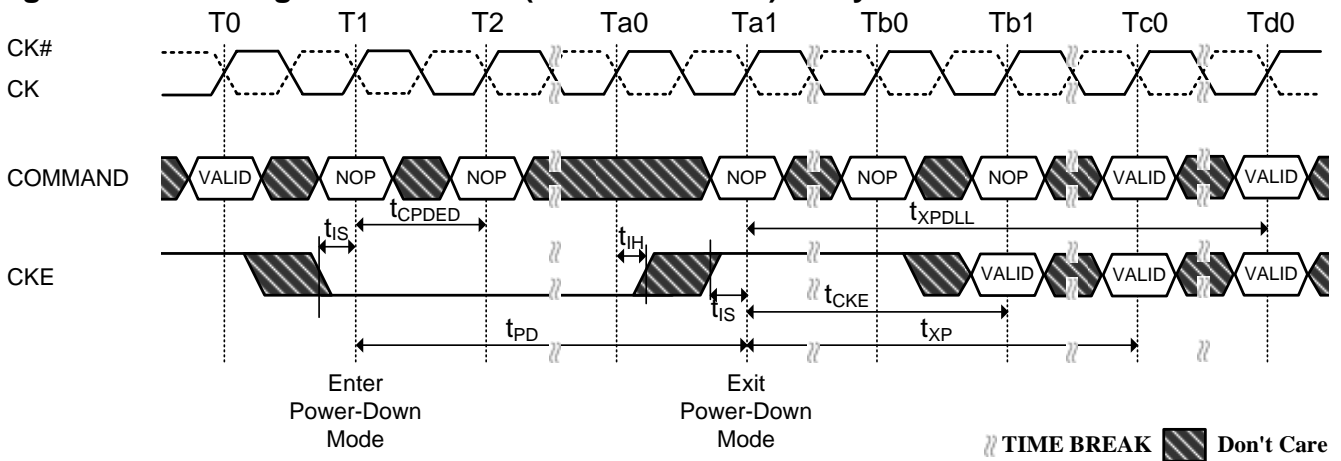 T0 T1 T2 Ta0 Ta1 Tb0 Tb1 Tc0 Td0
CK#
CK
COMMAND VALID NOP NOP NOP NOP NOP VALID VALID
tCPDED tXPDLL
tIS tIH
CKE VALID VALID VALID
tIS tCKE
tPD tXP
Enter Power-Down Mode
Exit Power-Down Mode
TIME BREAK Don't Care